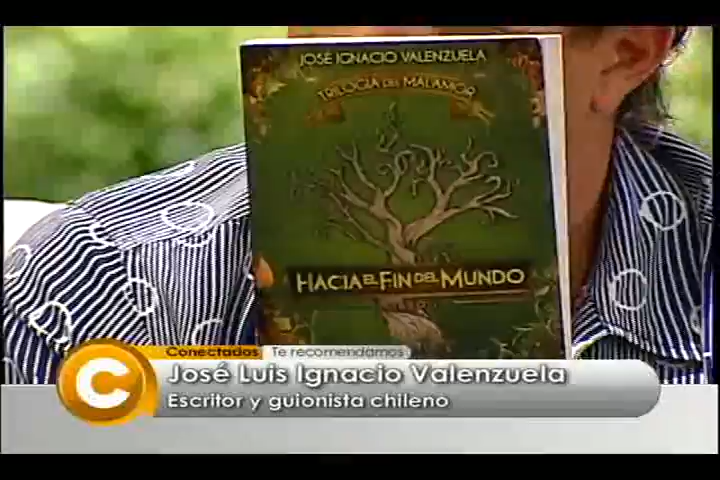 JOSÉ IGNACIO VALENZUELA
TRILOGÍA DEL MALAMOR
HACIA EL FIN DEL MUNDO
C
Conectados Te recomendamos
José Luis Ignacio Valenzuela
Escritor y guionista chileno